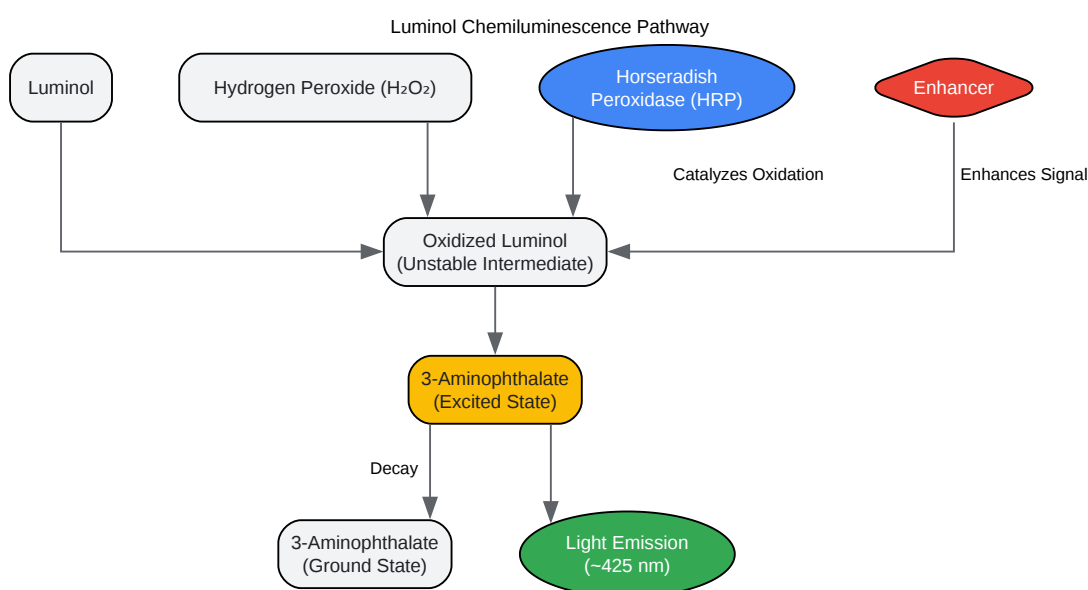 Luminol Chemiluminescence Pathway
Luminol
Hydrogen Peroxide (H₂O₂)
Horseradish
Peroxidase (HRP)
Enhancer
Catalyzes Oxidation
Enhances Signal
Oxidized Luminol
(Unstable Intermediate)
3-Aminophthalate
(Excited State)
Decay
3-Aminophthalate
(Ground State)
Light Emission
(~425 nm)